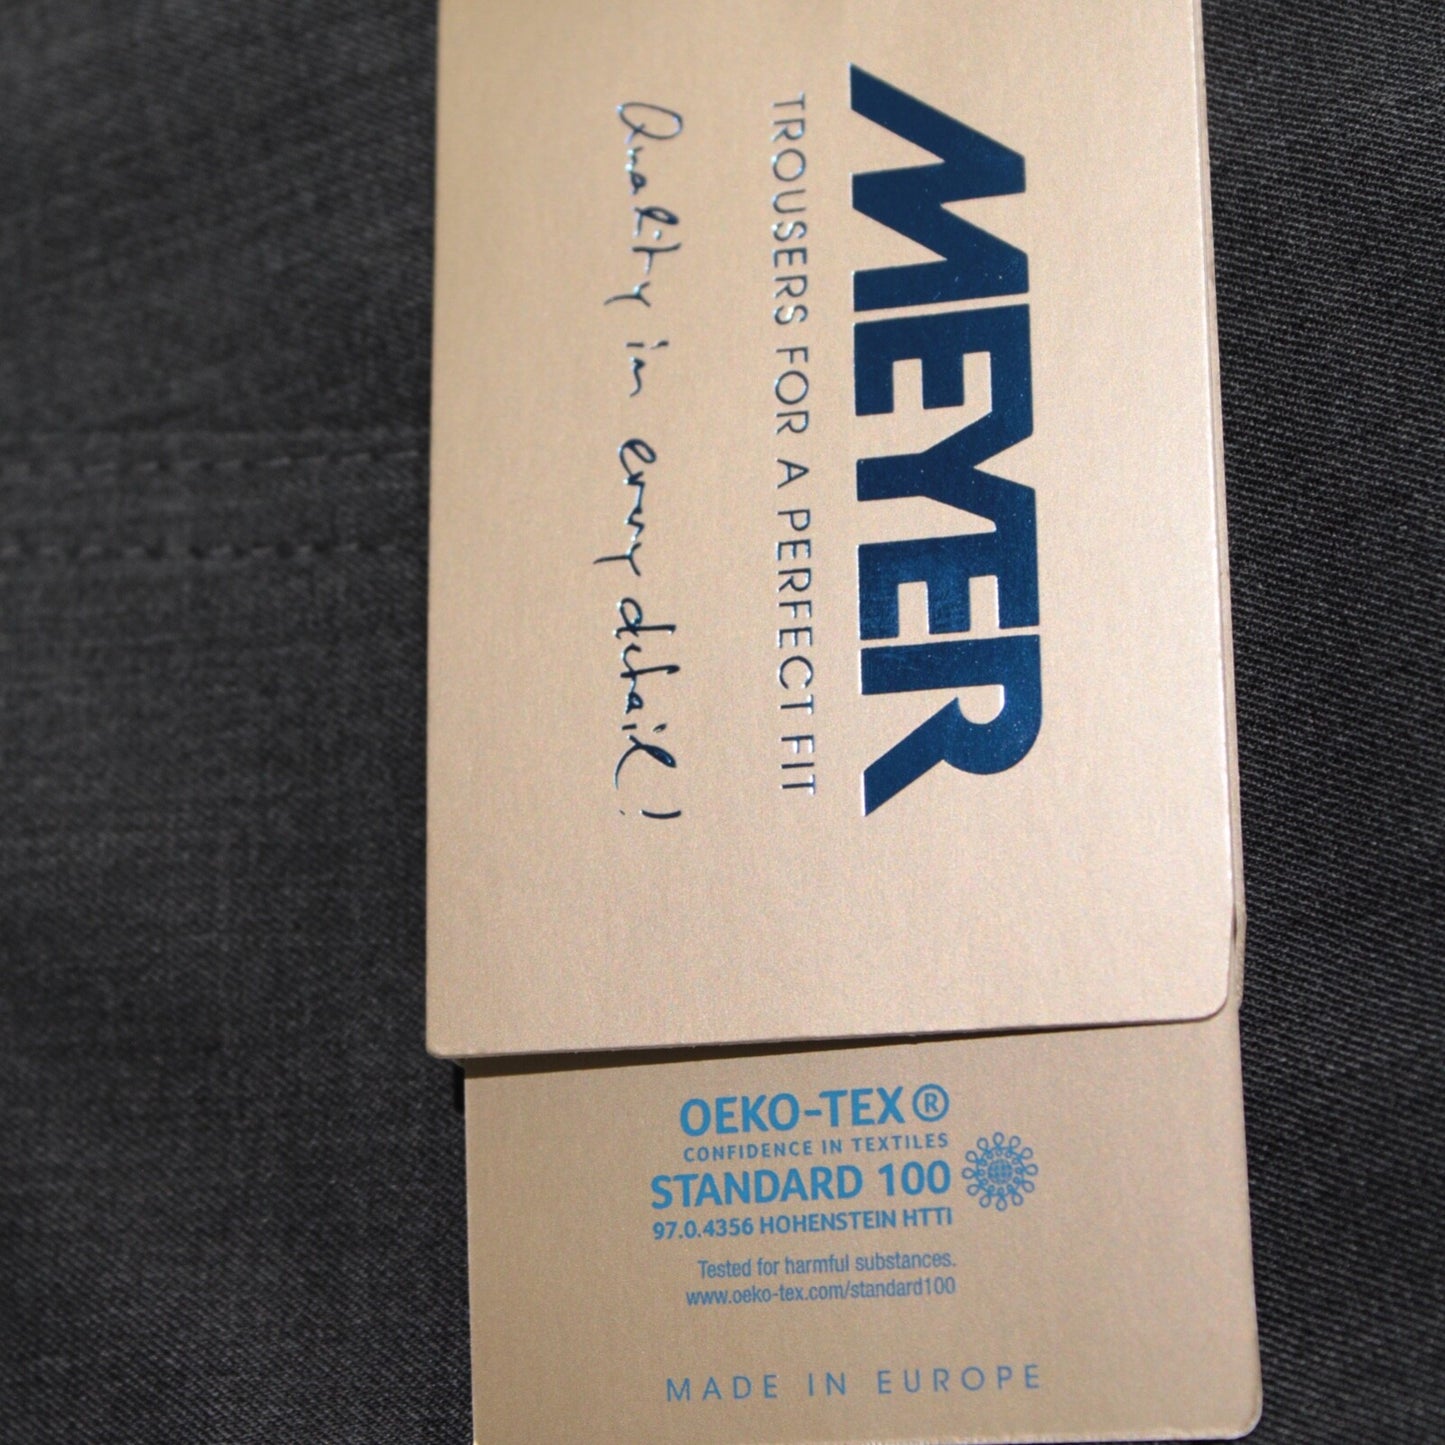 MEYER
TROUSERS FOR A PERFECT FIT
Quality in every detail!
OEKO-TEX®
CONFIDENCE IN TEXTILES
STANDARD 100
97.0.4356 HOHENSTEIN HTTI
Tested for harmful substances.
www.oeko-tex.com/standard100
MADE IN EUROPE